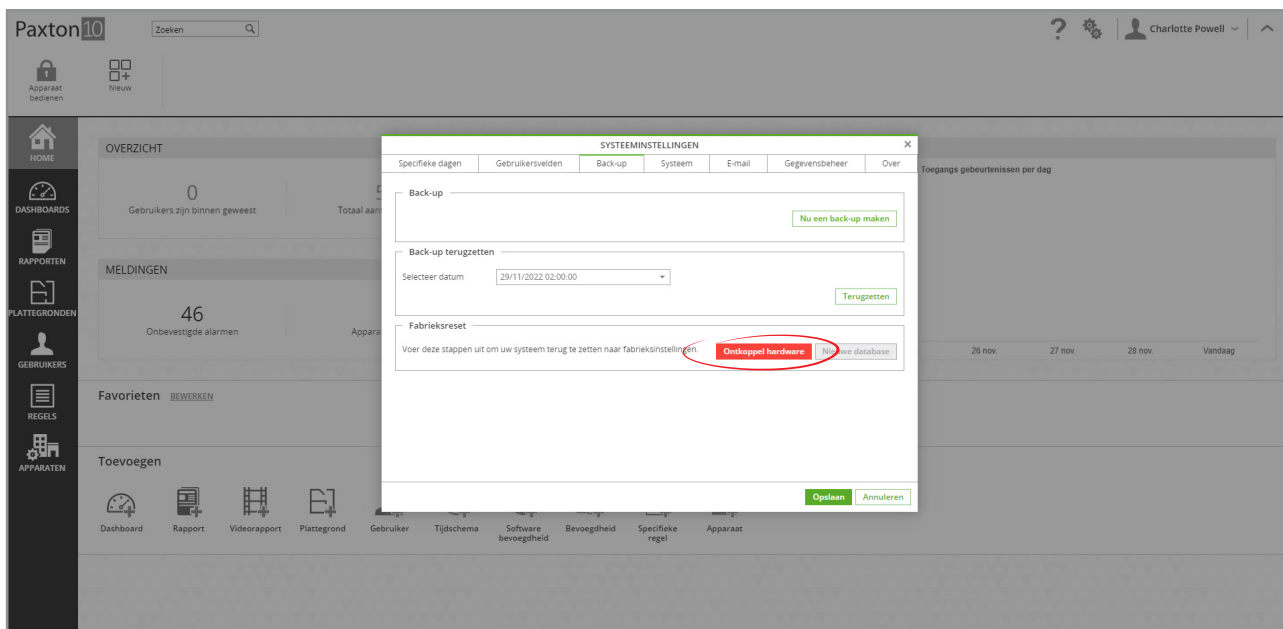 Paxton10
Zoeken
Charlotte Powell
Apparaat
bedienen
Nieuw
HOME
DASHBOARDS
RAPPORTEN
PLATTEGRONDEN
GEBRUIKERS
REGELS
APPARATEN
OVERZICHT
0
Gebruikers zijn binnen geweest
Totaal aan
MELDINGEN
46
Onbevestigde alarmen
Appara
Toegangs gebeurtenissen per dag
26 nov. 27 nov. 28 nov. Vandaag
Favorieten BEWERKEN
Toevoegen
Dashboard Rapport Videorapport Plattegrond Gebruiker Tijdschema Software bevoegdheid Bevoegdheid Specifieke regel Apparaat
SYSTEEMINSTELLINGEN
Specifieke dagen Gebruikersvelden Back-up Systeem E-mail Gegevensbeheer Over
Back-up
Nu een back-up maken
Back-up terugzetten
Selecteer datum 29/11/2022 02:00:00
Terugzetten
Fabrieksreset
Voer deze stappen uit om uw systeem terug te zetten naar fabrieksinstellingen. Ontkoppel hardware Nieuwe database
Opslaan Annuleren